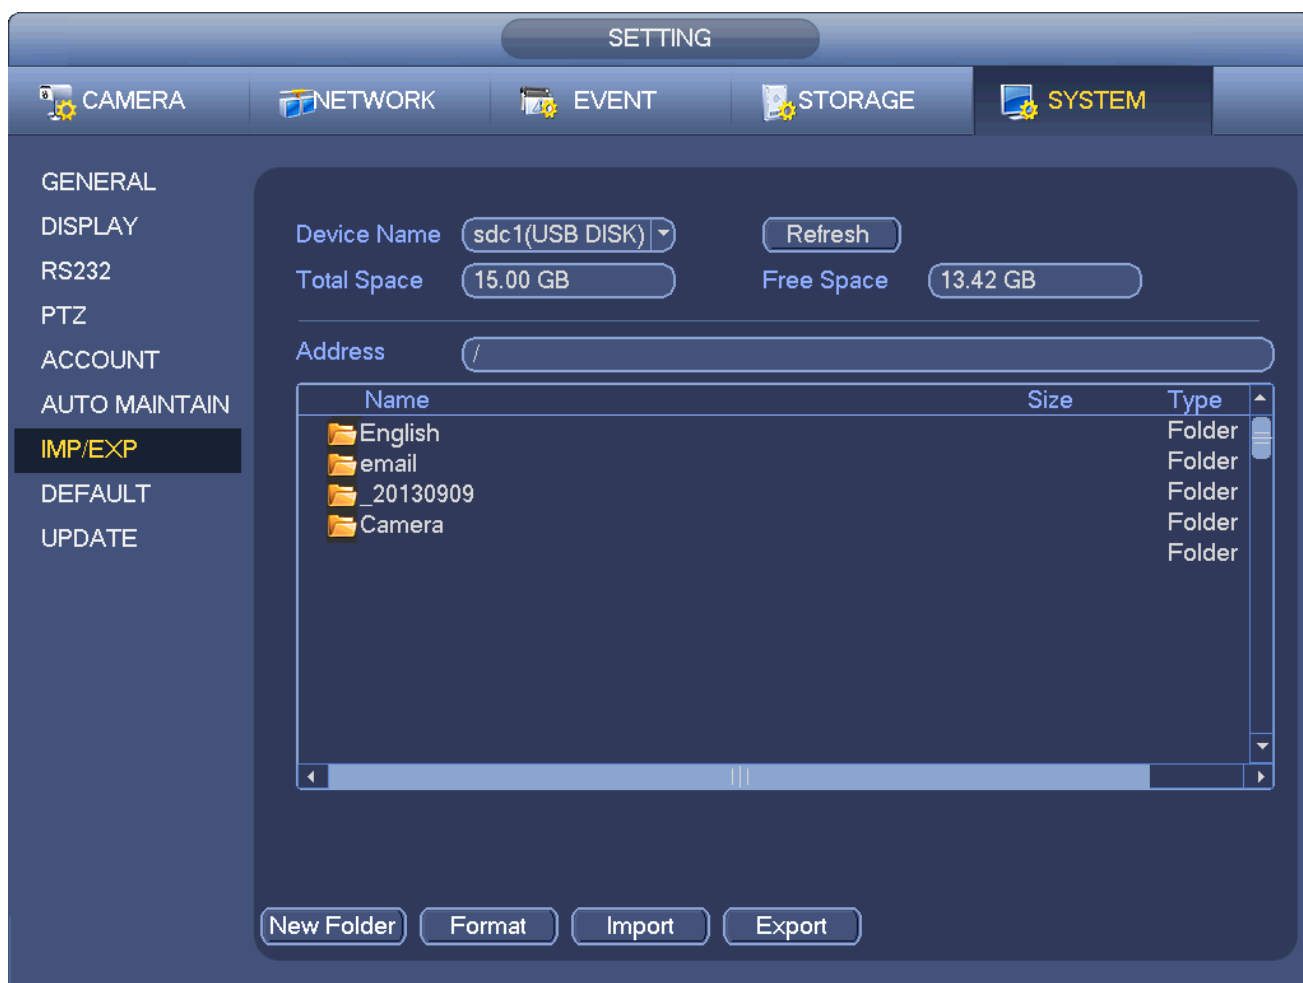 SETTING
CAMERA NETWORK EVENT STORAGE SYSTEM
GENERAL
DISPLAY
RS232
PTZ
ACCOUNT
AUTO MAINTAIN
IMP/EXP
DEFAULT
UPDATE
Device Name sdc1(USB DISK) Refresh
Total Space 15.00 GB Free Space 13.42 GB
Address /
Name Size Type
English Folder
email Folder
_20130909 Folder
Camera Folder
Folder
New Folder Format Import Export